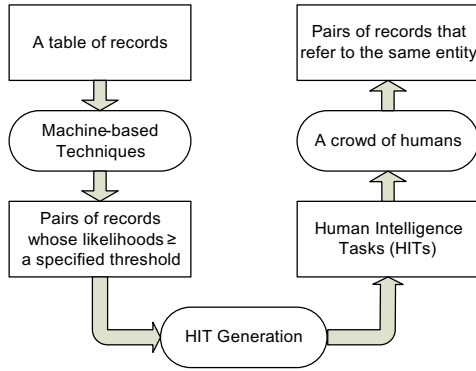 A table of records
Machine-based
Techniques
Pairs of records
whose likelihoods ≥
a specified threshold
HIT Generation
Human Intelligence
Tasks (HITs)
A crowd of humans
Pairs of records that
refer to the same entity